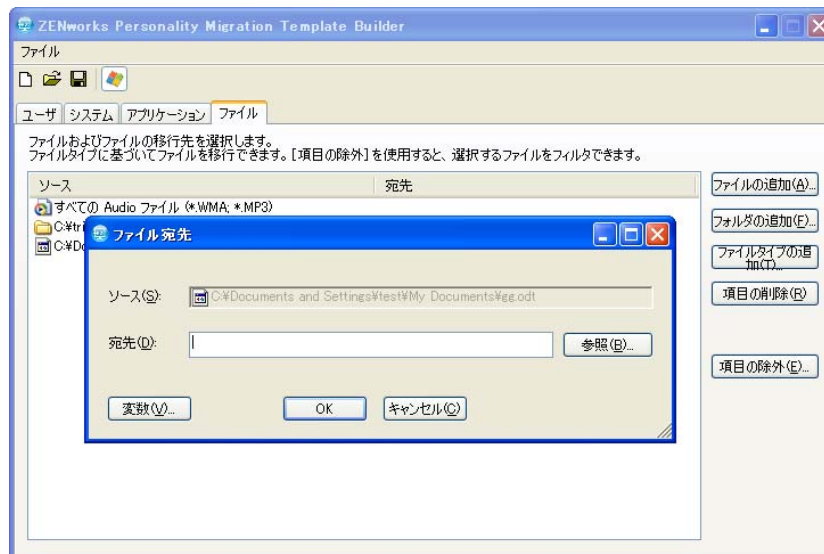 ZENworks Personality Migration Template Builder
ファイル
ユーザ システム アプリケーション ファイル
ファイルおよびファイルの移行先を選択します。
ファイルタイプに基づいてファイルを移行できます。[項目の除外]を使用すると、選択するファイルをフィルタできます。
ソース 宛先
すべての Audio ファイル (*.WMA; *.MP3)
C:¥tri
C:¥Do
ファイルの追加(A)...
フォルダの追加(F)...
ファイルタイプの追
加(T)...
項目の削除(R)
項目の除外(E)...
ファイル宛先
ソース(S):
C:¥Documents and Settings¥test¥My Documents¥gg.odt
宛先(D):
参照(B)...
変数(V)...
OK
キャンセル(C)